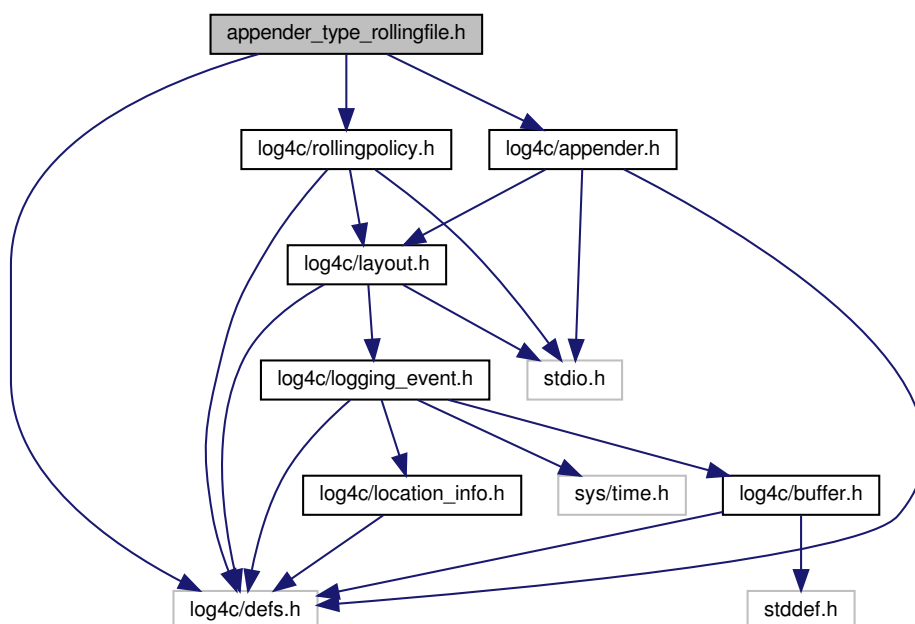 appender_type_rollingfile.h
log4c/rollingpolicy.h
log4c/appender.h
log4c/layout.h
log4c/logging_event.h
stdio.h
log4c/location_info.h
sys/time.h
log4c/buffer.h
log4c/defs.h
stddef.h